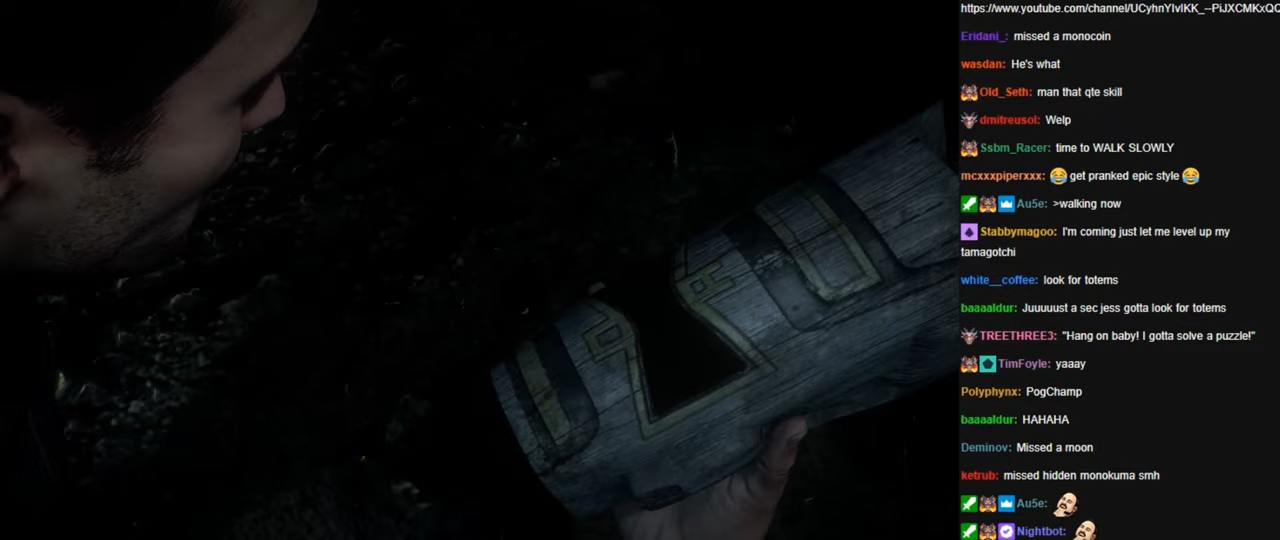 https://www.youtube.com/channel/UCyhnYIvIKK_--PiJXCMKxQC
Eridani_: missed a monocoin
wasdan: He's what
Old_Seth: man that qte skill
dmitreusol: Welp
Ssbm_Racer: time to WALK SLOWLY
mcxxxpiperxxx: 😂 get pranked epic style 😂
Au5e: >walking now
Stabbymagoo: I'm coming just let me level up my
tamagotchi
white__coffee: look for totems
baaaaldur: Juuuuust a sec jess gotta look for totems
TREETHREE3: "Hang on baby! I gotta solve a puzzle!"
TimFoyle: yaaay
Polyphynx: PogChamp
baaaaldur: HAHAHA
Deminov: Missed a moon
ketrub: missed hidden monokuma smh
Au5e:
Nightbot: